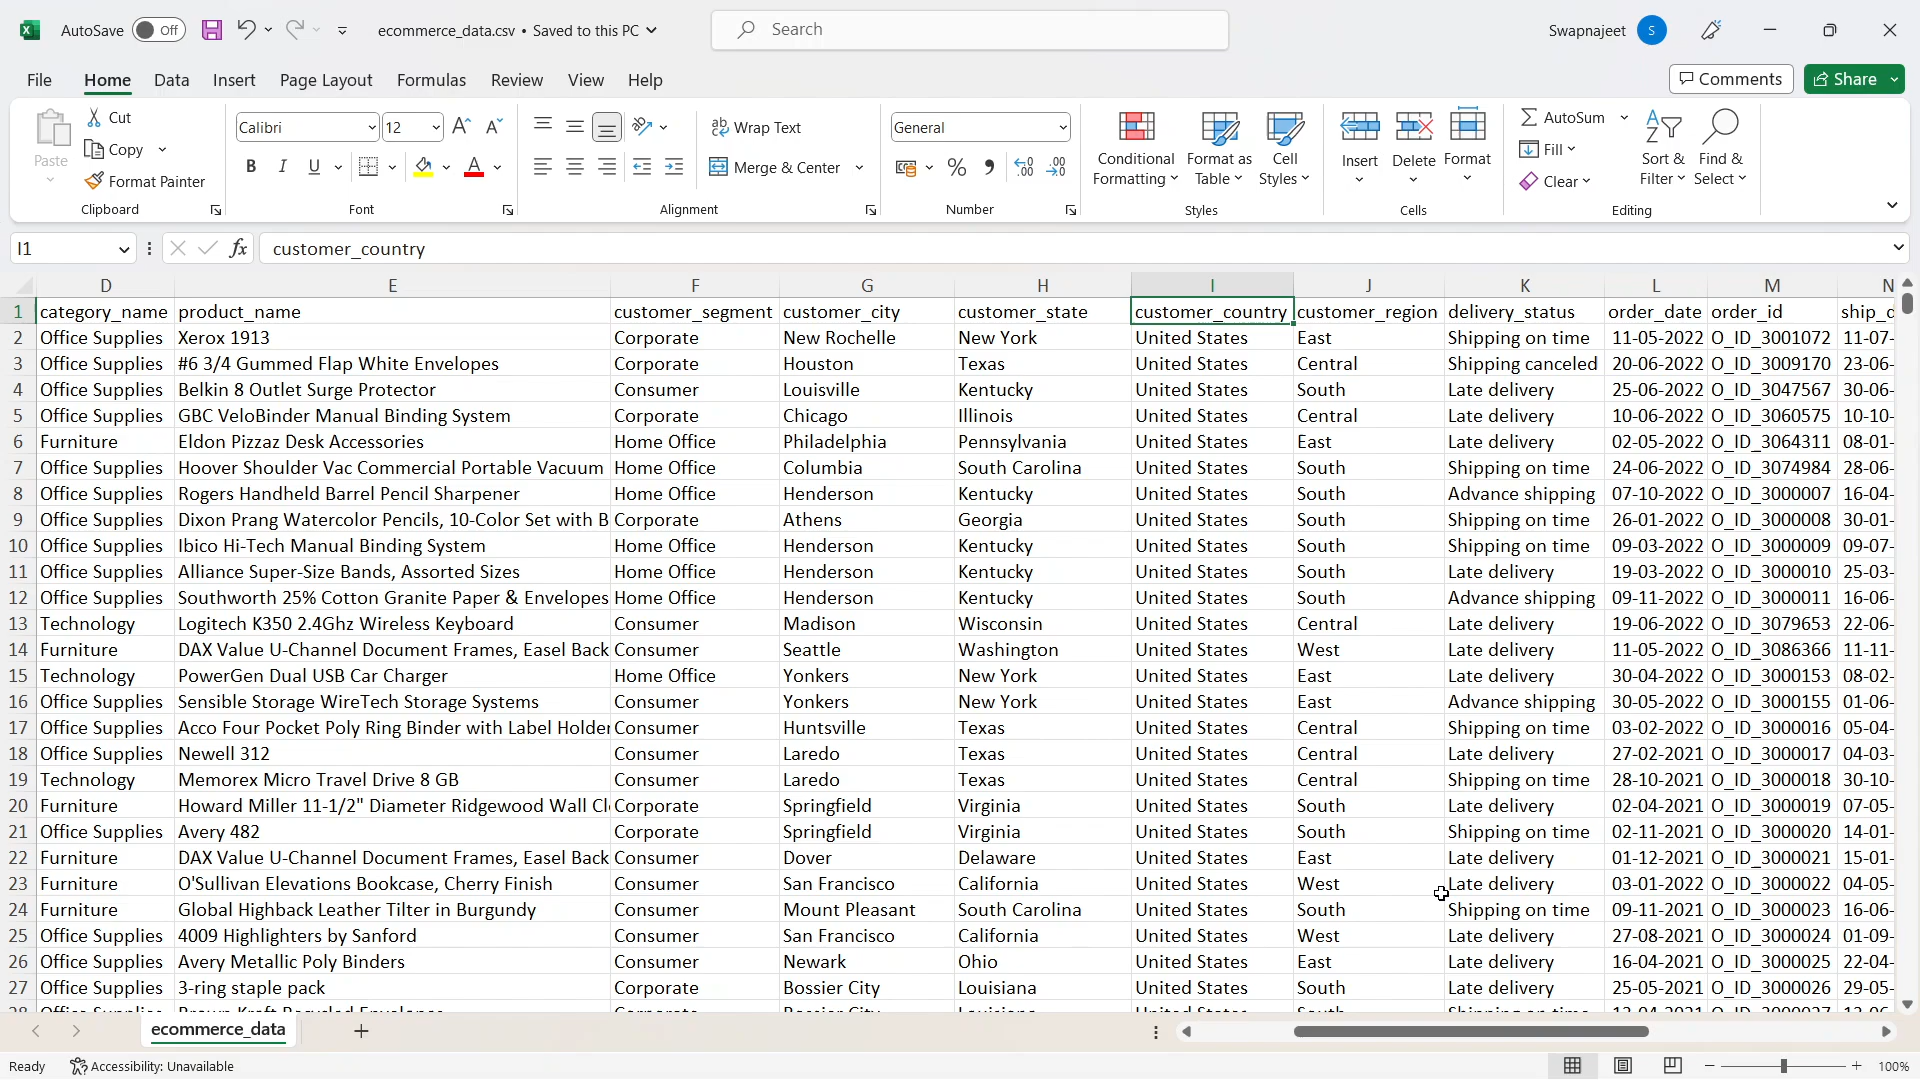 AutoSave Off ecommerce_data.csv • Saved to this PC Search Swapnajeet S
File Home Data Insert Page Layout Formulas Review View Help Comments Share
Paste Cut Copy Format Painter Clipboard
Calibri 12 B I U A Font
ab Wrap Text Merge & Center Alignment
General % Number
Conditional Formatting Format as Table Cell Styles Styles
Insert Delete Format Cells
AutoSum Fill Clear Sort & Filter Find & Select Editing
I1 fx customer_country
D E F G H I J K L M N
1 category_name product_name customer_segment customer_city customer_state customer_country customer_region delivery_status order_date order_id
2 Office Supplies Xerox 1913 Corporate New Rochelle New York United States East Shipping on time 11-05-2022 O_ID_3001072 11-07-
3 Office Supplies #6 3/4 Gummed Flap White Envelopes Corporate Houston Texas United States Central Shipping canceled 20-06-2022 O_ID_3009170 23-06-
4 Office Supplies Belkin 8 Outlet Surge Protector Consumer Louisville Kentucky United States South Late delivery 25-06-2022 O_ID_3047567 30-06-
5 Office Supplies GBC VeloBinder Manual Binding System Corporate Chicago Illinois United States Central Late delivery 10-06-2022 O_ID_3060575 10-10-
6 Furniture Eldon Pizzaz Desk Accessories Home Office Philadelphia Pennsylvania United States East Late delivery 02-05-2022 O_ID_3064311 08-01-
7 Office Supplies Hoover Shoulder Vac Commercial Portable Vacuum Home Office Columbia South Carolina United States South Shipping on time 24-06-2022 O_ID_3074984 28-06-
8 Office Supplies Rogers Handheld Barrel Pencil Sharpener Home Office Henderson Kentucky United States South Advance shipping 07-10-2022 O_ID_3000007 16-04-
9 Office Supplies Dixon Prang Watercolor Pencils, 10-Color Set with B Corporate Athens Georgia United States South Shipping on time 26-01-2022 O_ID_3000008 30-01-
10 Office Supplies Ibico Hi-Tech Manual Binding System Home Office Henderson Kentucky United States South Shipping on time 09-03-2022 O_ID_3000009 09-07-
11 Office Supplies Alliance Super-Size Bands, Assorted Sizes Home Office Henderson Kentucky United States South Late delivery 19-03-2022 O_ID_3000010 25-03-
12 Office Supplies Southworth 25% Cotton Granite Paper & Envelopes Home Office Henderson Kentucky United States South Advance shipping 09-11-2022 O_ID_3000011 16-06-
13 Technology Logitech K350 2.4Ghz Wireless Keyboard Consumer Madison Wisconsin United States Central Late delivery 19-06-2022 O_ID_3079653 22-06-
14 Furniture DAX Value U-Channel Document Frames, Easel Back Consumer Seattle Washington United States West Late delivery 11-05-2022 O_ID_3086366 11-11-
15 Technology PowerGen Dual USB Car Charger Home Office Yonkers New York United States East Late delivery 30-04-2022 O_ID_3000153 08-02-
16 Office Supplies Sensible Storage WireTech Storage Systems Consumer Yonkers New York United States East Advance shipping 30-05-2022 O_ID_3000155 01-06-
17 Office Supplies Acco Four Pocket Poly Ring Binder with Label Holder Consumer Huntsville Texas United States Central Shipping on time 03-02-2022 O_ID_3000016 05-04-
18 Office Supplies Newell 312 Consumer Laredo Texas United States Central Late delivery 27-02-2021 O_ID_3000017 04-03-
19 Technology Memorex Micro Travel Drive 8 GB Consumer Laredo Texas United States Central Shipping on time 28-10-2021 O_ID_3000018 30-10-
20 Furniture Howard Miller 11-1/2" Diameter Ridgewood Wall Cl Corporate Springfield Virginia United States South Late delivery 02-04-2021 O_ID_3000019 07-05-
21 Office Supplies Avery 482 Corporate Springfield Virginia United States South Shipping on time 02-11-2021 O_ID_3000020 14-01-
22 Furniture DAX Value U-Channel Document Frames, Easel Back Consumer Dover Delaware United States East Late delivery 01-12-2021 O_ID_3000021 15-01-
23 Furniture O'Sullivan Elevations Bookcase, Cherry Finish Consumer San Francisco California United States West Late delivery 03-01-2022 O_ID_3000022 04-05-
24 Furniture Global Highback Leather Tilter in Burgundy Consumer Mount Pleasant South Carolina United States South Shipping on time 09-11-2021 O_ID_3000023 16-06-
25 Office Supplies 4009 Highlighters by Sanford Consumer San Francisco California United States West Late delivery 27-08-2021 O_ID_3000024 01-09-
26 Office Supplies Avery Metallic Poly Binders Consumer Newark Ohio United States East Late delivery 16-04-2021 O_ID_3000025 22-04-
27 Office Supplies 3-ring staple pack Corporate Bossier City Louisiana United States South Late delivery 25-05-2021 O_ID_3000026 29-05-
ecommerce_data
Ready Accessibility: Unavailable 100%